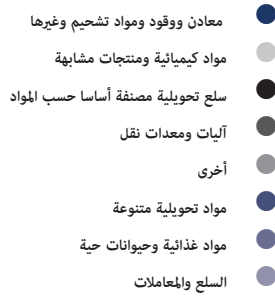 معادن ووقود ومواد تشحيم وغيرها
مواد كيميائية ومنتجات مشابهة
سلع تحويلية مصنفة أساسا حسب المواد
آليات ومعدات نقل
أخرى
مواد تحويلية متنوعة
مواد غذائية وحيوانات حية
السلع والمعاملات